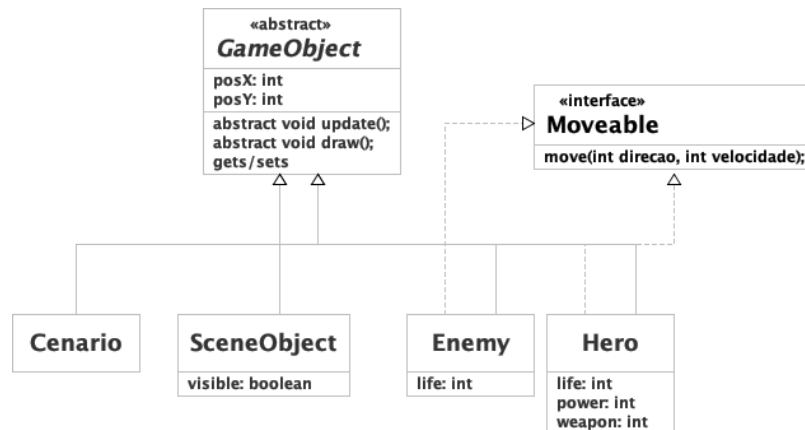 «abstract»
GameObject
posX: int
posY: int
abstract void update();
abstract void draw();
gets/sets
«interface»
Moveable
move(int direcao, int velocidade);
Cenario
SceneObject
visible: boolean
Enemy
life: int
Hero
life: int
power: int
weapon: int